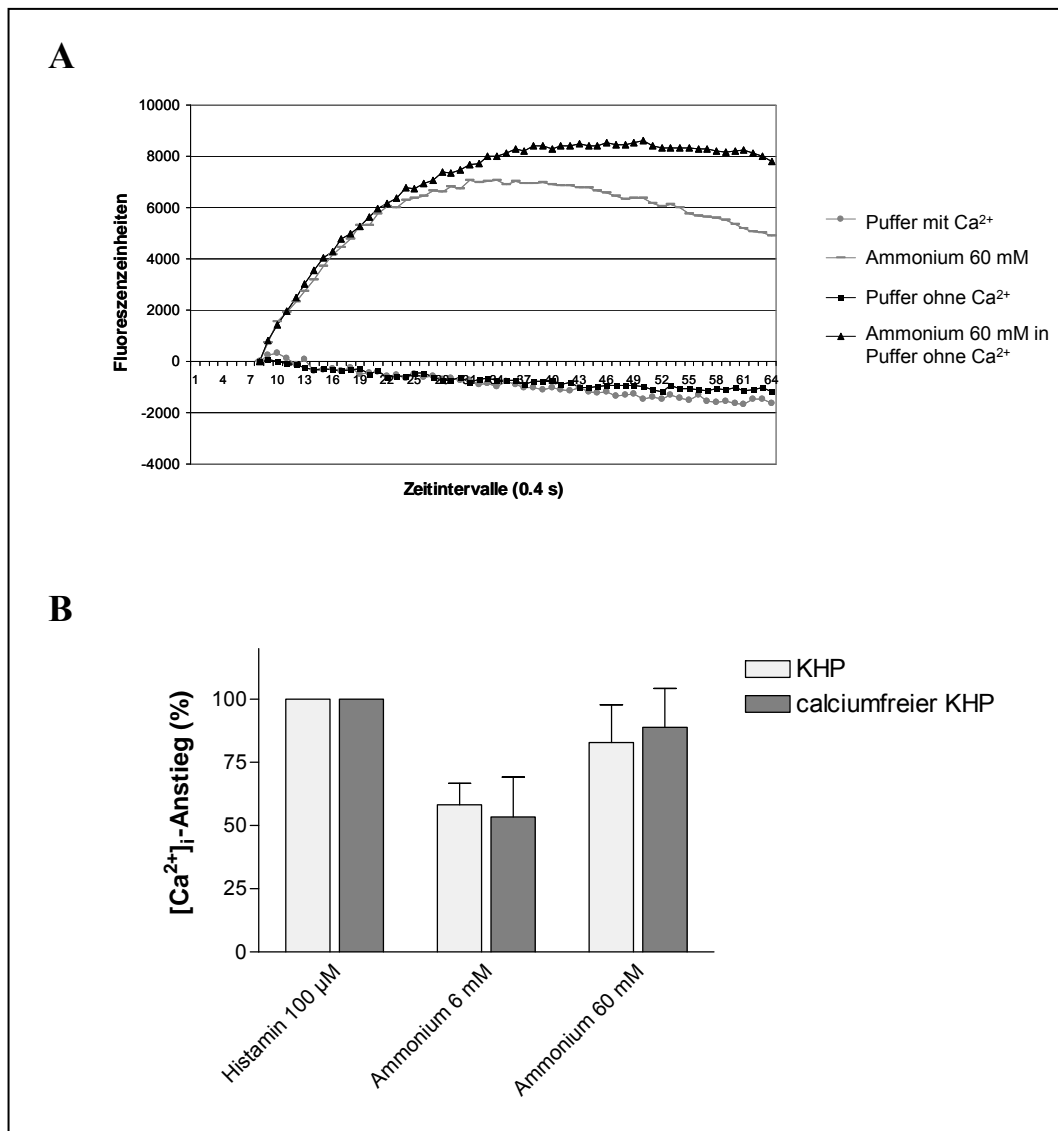 A
Fluoreszenzeinheiten
10000
8000
6000
4000
2000
0
-2000
-4000
1 4 7 10 13 16 19 22 25 28 31 34 37 40 43 46 49 52 55 58 61 64
Zeitintervalle (0.4 s)
Puffer mit Ca²⁺
Ammonium 60 mM
Puffer ohne Ca²⁺
Ammonium 60 mM in
Puffer ohne Ca²⁺
B
[Ca²⁺]ᵢ-Anstieg (%)
100
75
50
25
0
Histamin 100 µM
Ammonium 6 mM
Ammonium 60 mM
KHP
calciumfreier KHP